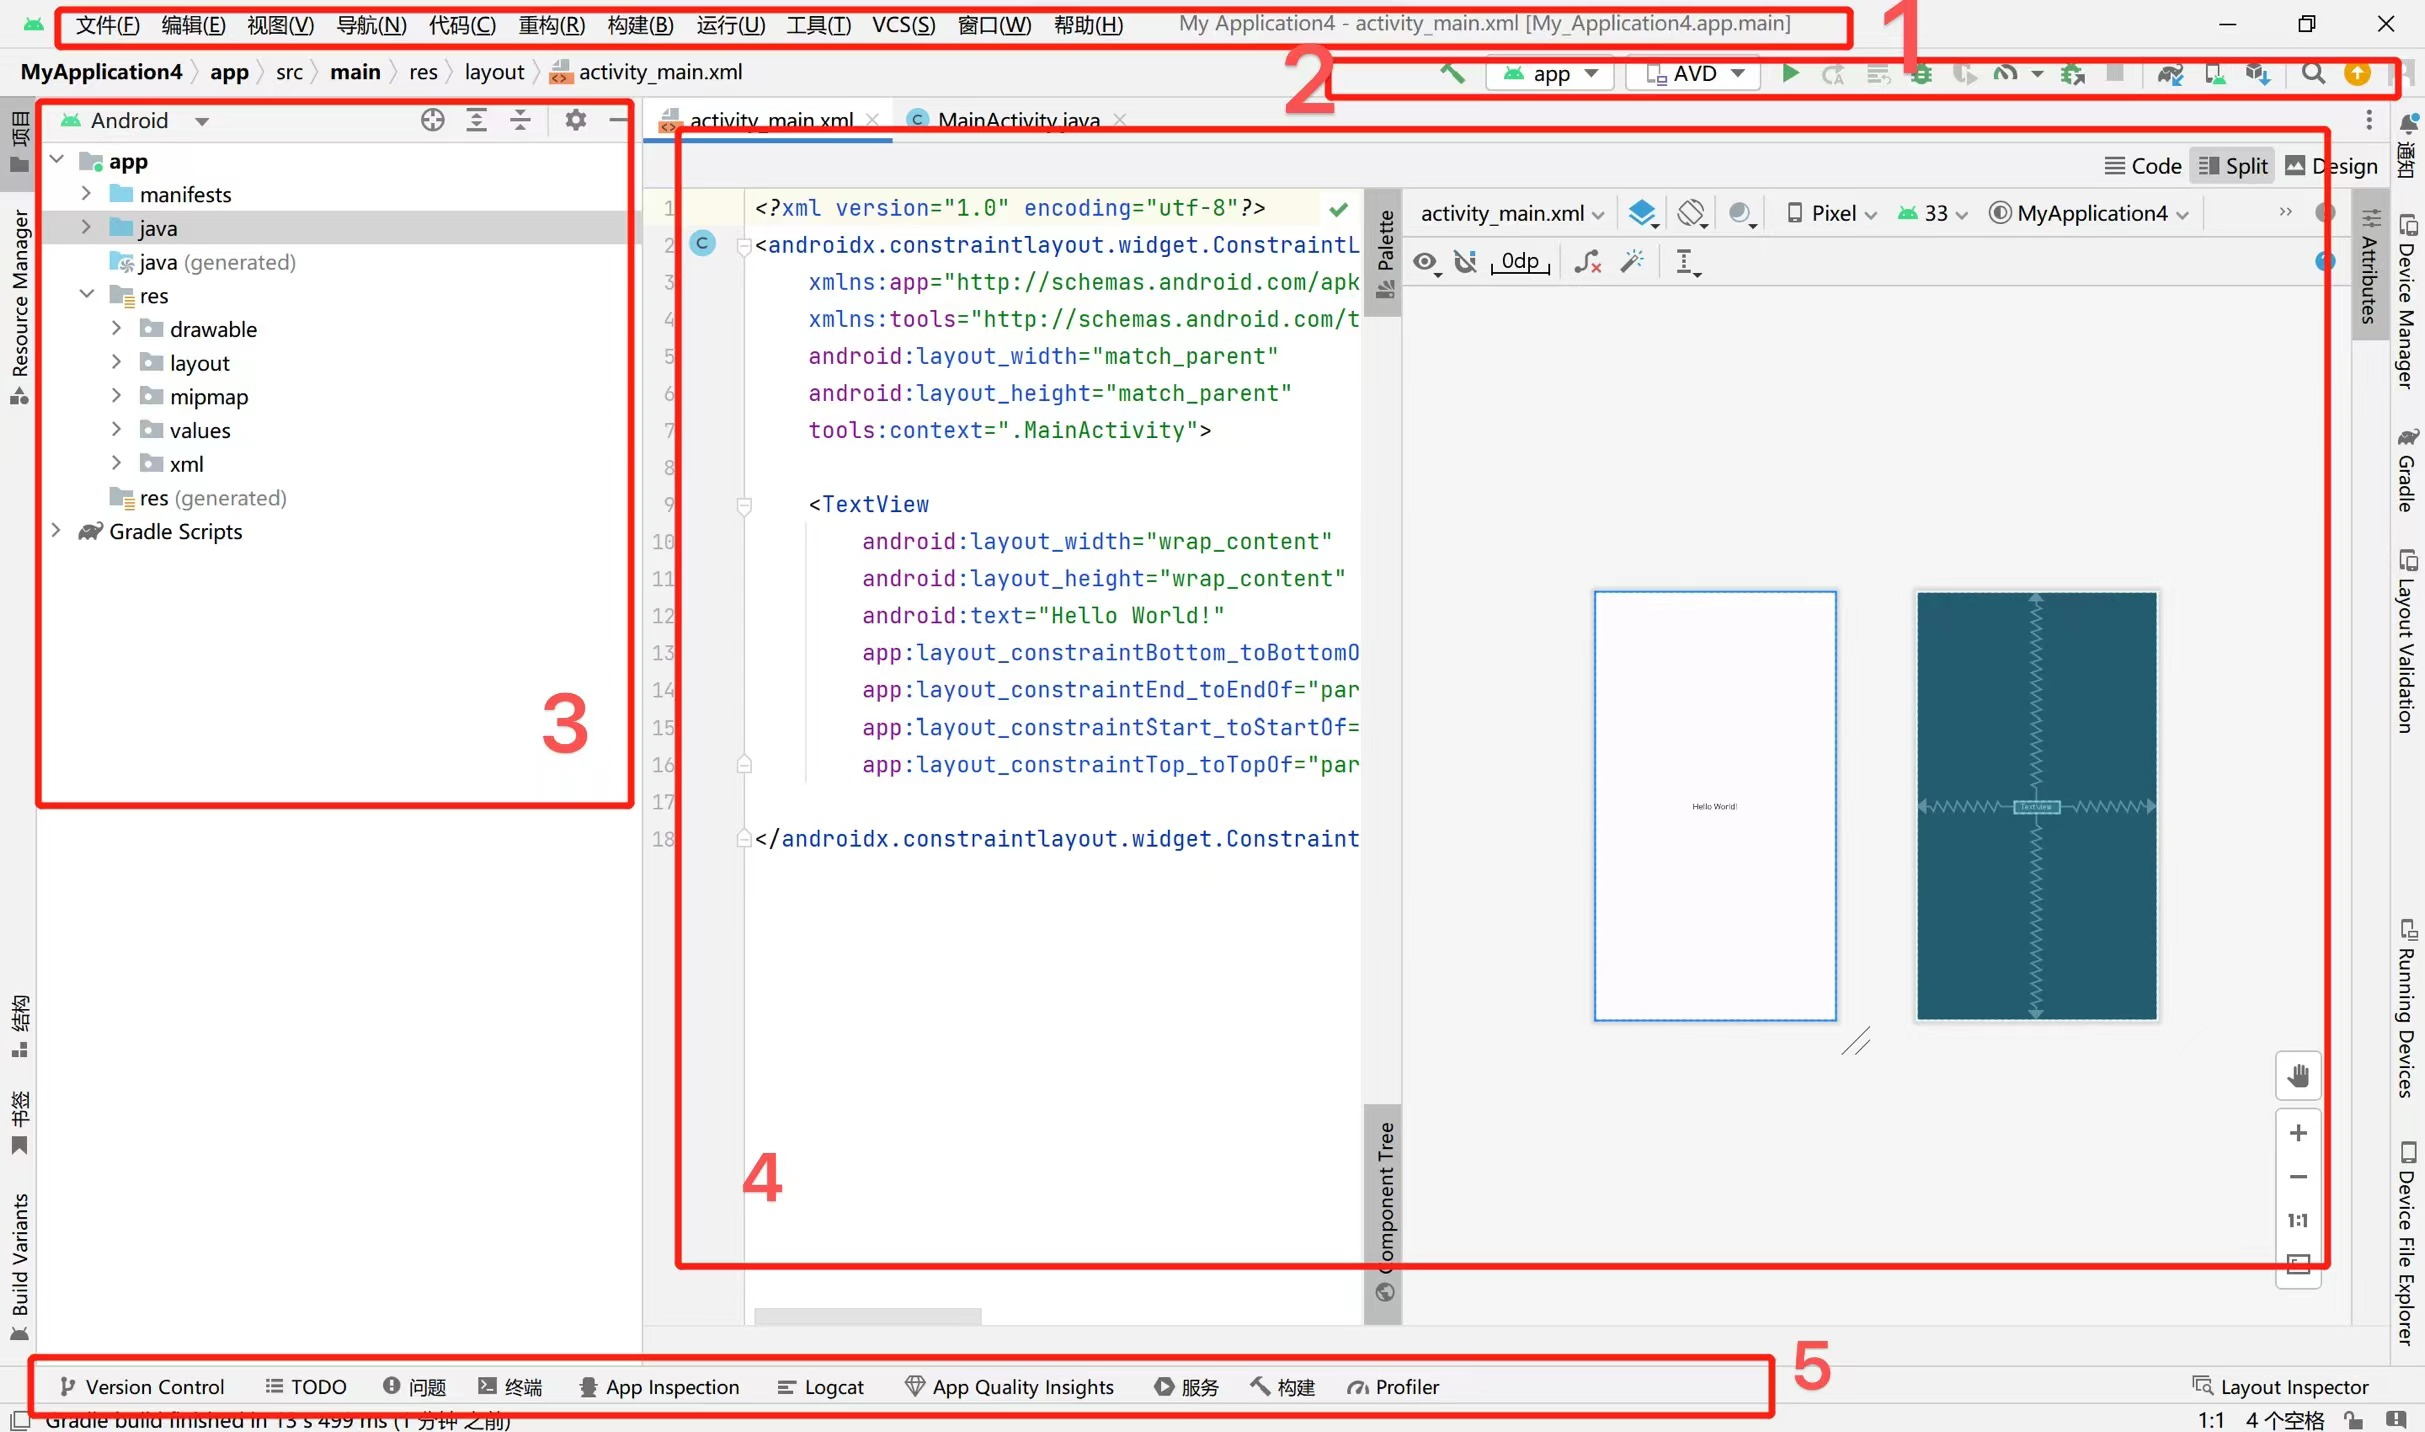 文件(F) 编辑(E) 视图(V) 导航(N) 代码(C) 重构(R) 构建(B) 运行(U) 工具(T) VCS(S) 窗口(W) 帮助(H) My Application4 - activity_main.xml [My_Application4.app.main]
1
MyApplication4 app src main res layout activity_main.xml
2
app
AVD
项目
Resource Manager
结构
书签
Build Variants
Android
app
manifests
java
java (generated)
res
drawable
layout
mipmap
values
xml
res (generated)
Gradle Scripts
3
activity_main.xml MainActivity.java
Code Split Design
1 <?xml version="1.0" encoding="utf-8"?>
2 <androidx.constraintlayout.widget.ConstraintL
3 xmlns:app="http://schemas.android.com/apk
4 xmlns:tools="http://schemas.android.com/t
5 android:layout_width="match_parent"
6 android:layout_height="match_parent"
7 tools:context=".MainActivity">
8
9 <TextView
10 android:layout_width="wrap_content"
11 android:layout_height="wrap_content"
12 android:text="Hello World!"
13 app:layout_constraintBottom_toBottomO
14 app:layout_constraintEnd_toEndOf="par
15 app:layout_constraintStart_toStartOf=
16 app:layout_constraintTop_toTopOf="par
17
18 </androidx.constraintlayout.widget.Constraint
4
Palette
Component Tree
activity_main.xml Pixel 33 MyApplication4
0dp
Hello World!
TextView
1:1
Attributes
通知
Device Manager
Gradle
Layout Validation
Running Devices
Device File Explorer
Version Control TODO 问题 终端 App Inspection Logcat App Quality Insights 服务 构建 Profiler
5
Layout Inspector
Gradle build finished in 13 s 499 ms (1 分钟 之前)
1:1 4 个空格